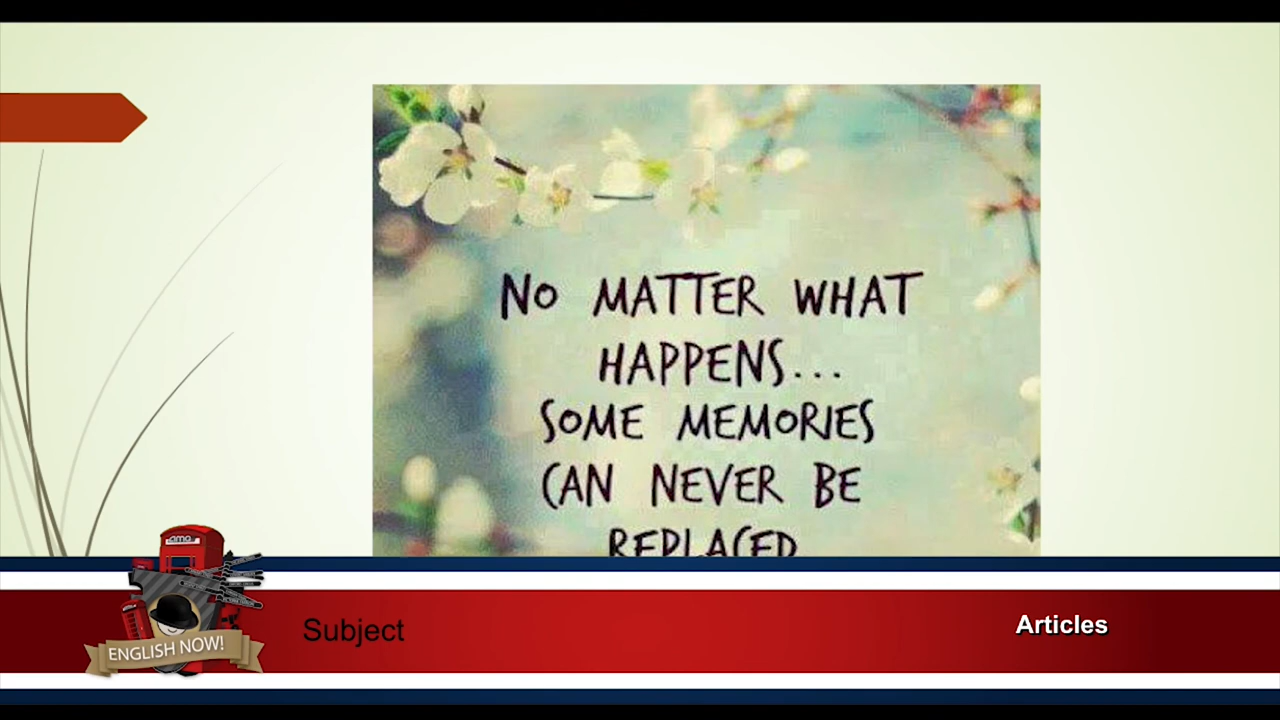 NO MATTER WHAT
HAPPENS...
SOME MEMORIES
CAN NEVER BE
REPLACED
ENGLISH NOW!
Subject
Articles